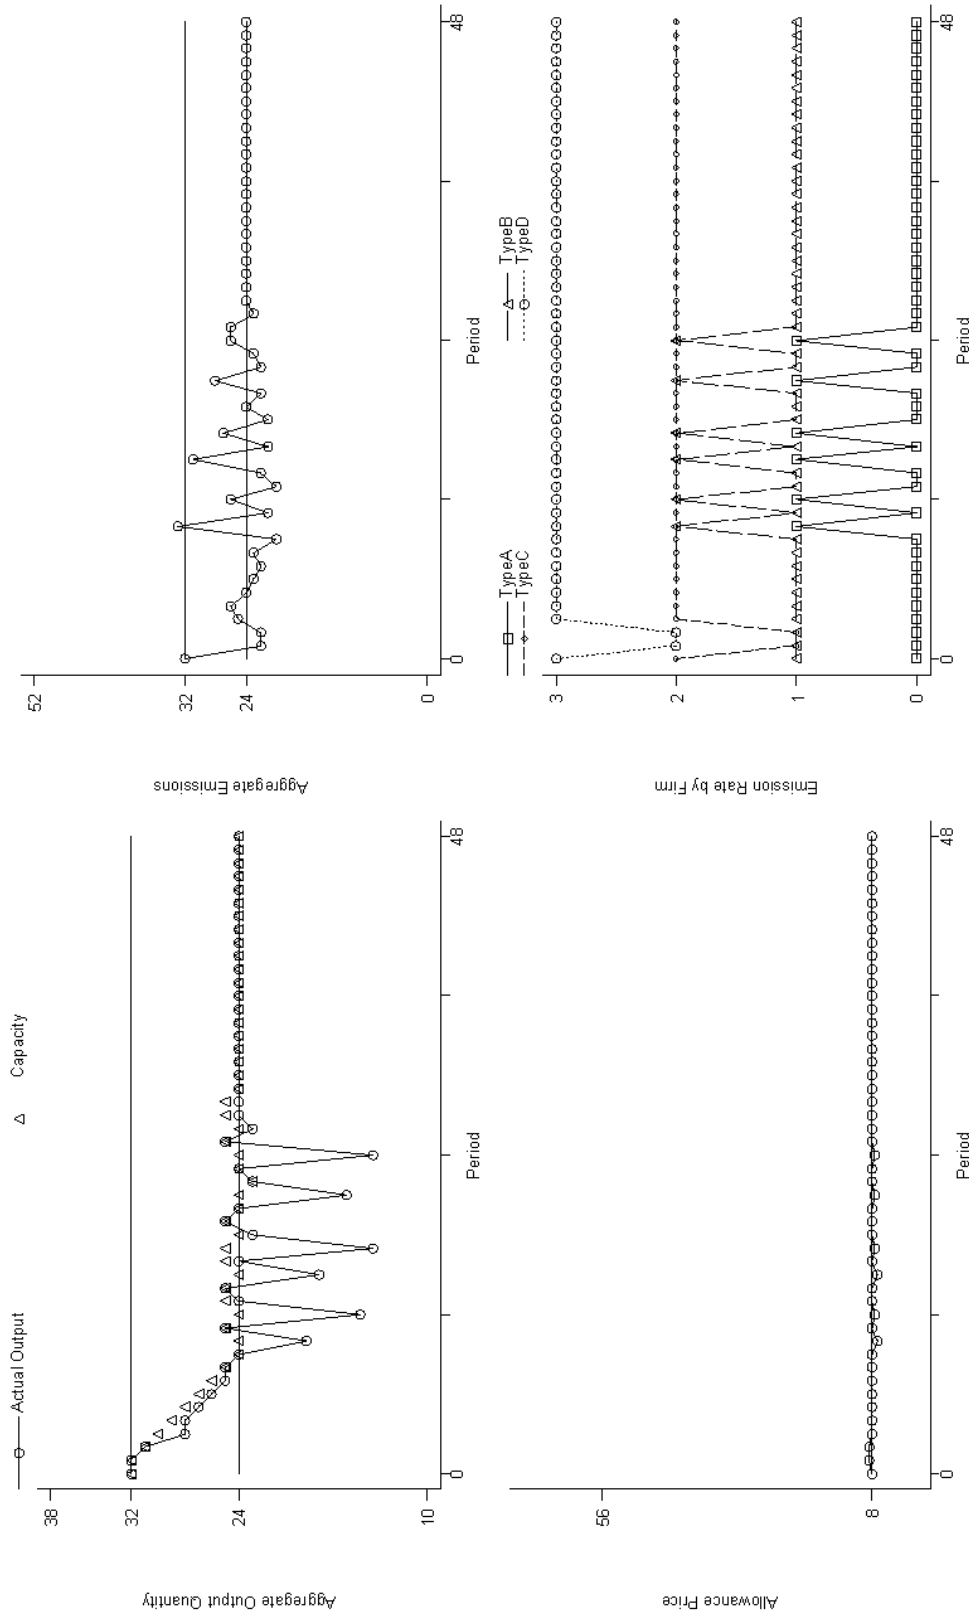 Actual Output
Capacity
Aggregate Output Quantity
38
32
24
10
0
48
Period
Aggregate Emissions
52
32
24
0
0
48
Period
Allowance Price
56
8
0
48
Period
TypeA
TypeB
TypeC
TypeD
Emission Rate by Firm
3
2
1
0
0
48
Period